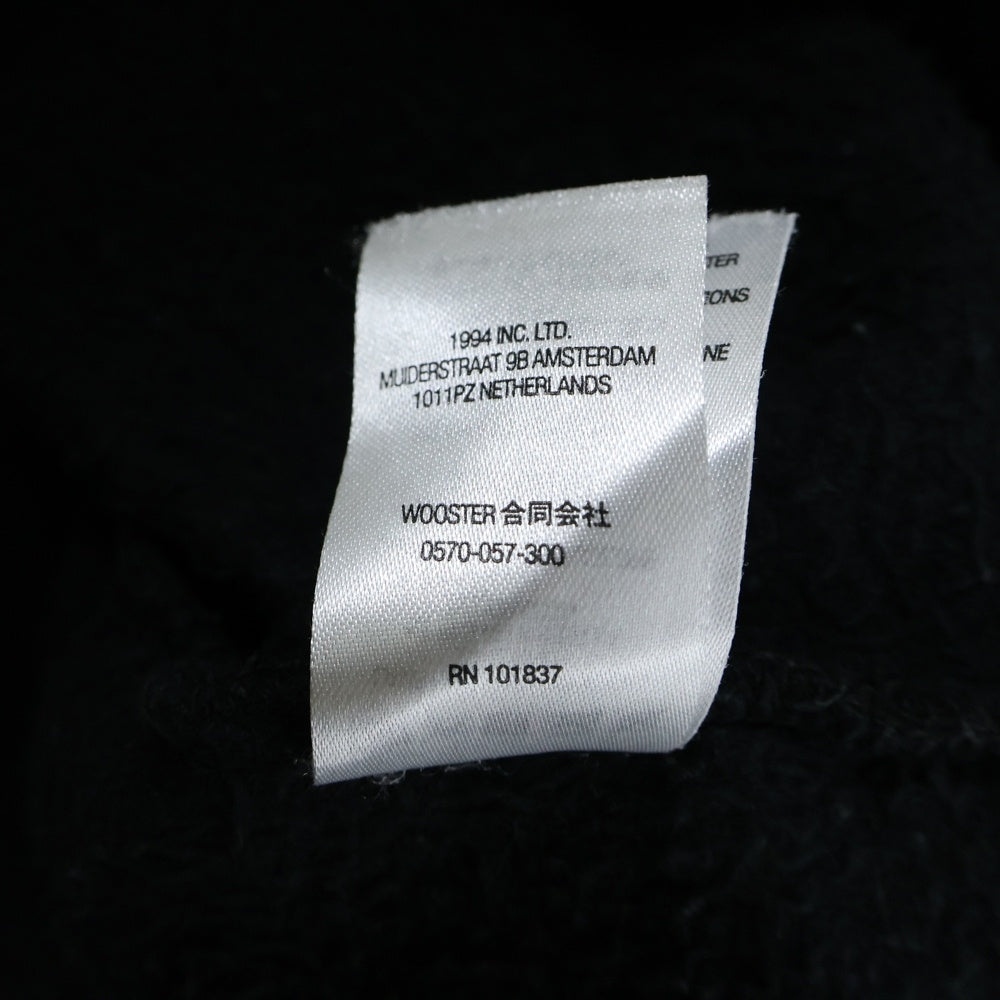 1994 INC. LTD.
MUIDERSTRAAT 9B AMSTERDAM
1011PZ NETHERLANDS
WOOSTER 合同会社
0570-057-300
RN 101837